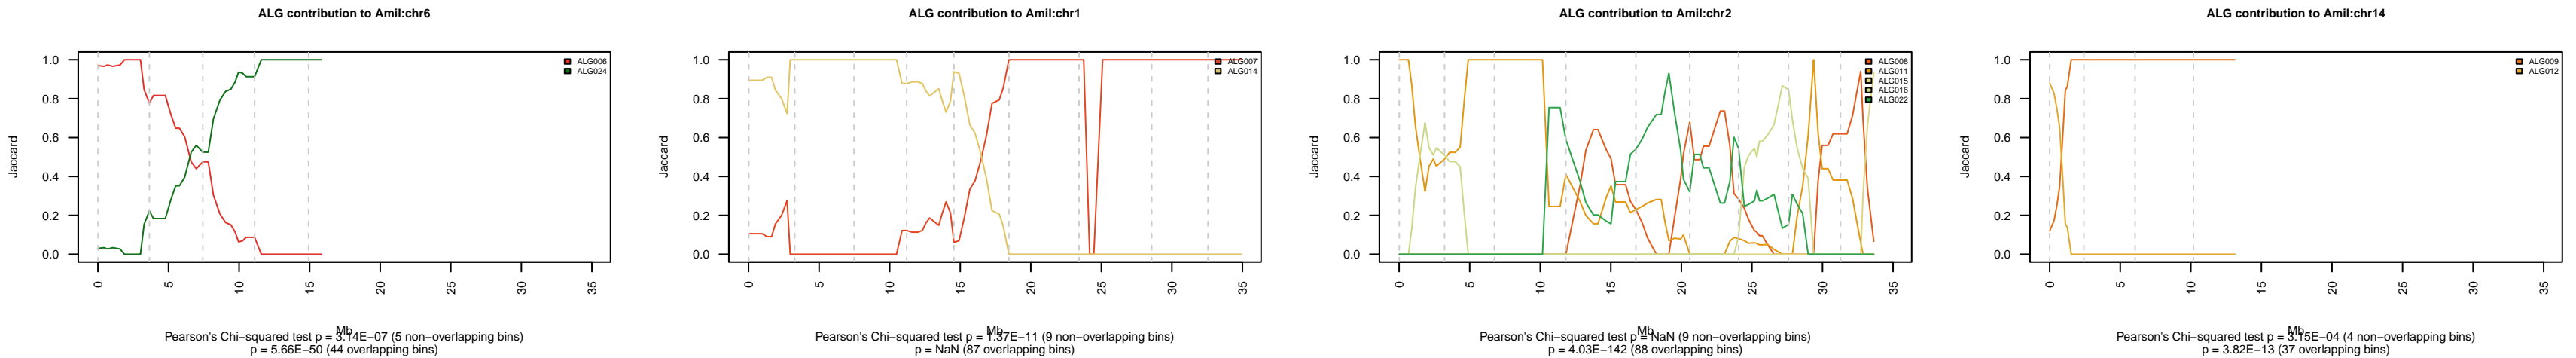 ALG contribution to Amil:chr6
1.0
0.8
0.6
0.4
0.2
0.0
Jaccard
ALG006
ALG024
0
5
10
15
20
25
30
35
Mb
Pearson's Chi−squared test p = 3.14E−07 (5 non−overlapping bins)
p = 5.66E−50 (44 overlapping bins)
ALG contribution to Amil:chr1
1.0
0.8
0.6
0.4
0.2
0.0
Jaccard
ALG007
ALG014
0
5
10
15
20
25
30
35
Mb
Pearson's Chi−squared test p = 1.37E−11 (9 non−overlapping bins)
p = NaN (87 overlapping bins)
ALG contribution to Amil:chr2
1.0
0.8
0.6
0.4
0.2
0.0
Jaccard
ALG008
ALG011
ALG015
ALG016
ALG022
0
5
10
15
20
25
30
35
Mb
Pearson's Chi−squared test p = NaN (9 non−overlapping bins)
p = 4.03E−142 (88 overlapping bins)
ALG contribution to Amil:chr14
1.0
0.8
0.6
0.4
0.2
0.0
Jaccard
ALG009
ALG012
0
5
10
15
20
25
30
35
Mb
Pearson's Chi−squared test p = 3.15E−04 (4 non−overlapping bins)
p = 3.82E−13 (37 overlapping bins)